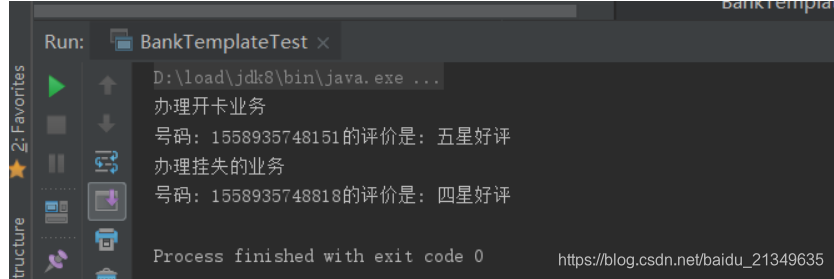 BankTempla
Run: BankTemplateTest
D:\load\jdk8\bin\java.exe ...
办理开卡业务
号码: 1558935748151的评价是: 五星好评
办理挂失的业务
号码: 1558935748818的评价是: 四星好评
Process finished with exit code 0
2: Favorites
tructure
https://blog.csdn.net/baidu_21349635